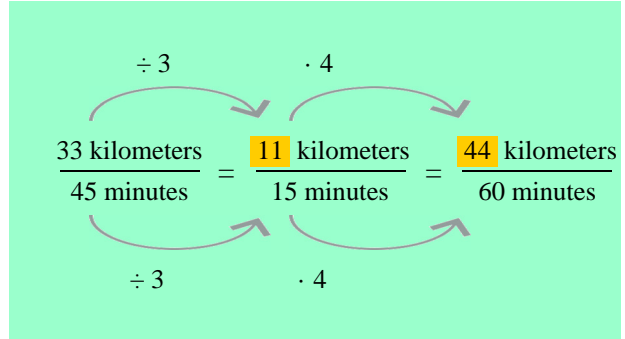 ÷ 3 · 4
33 kilometers = 11 kilometers = 44 kilometers
45 minutes 15 minutes 60 minutes
÷ 3 · 4